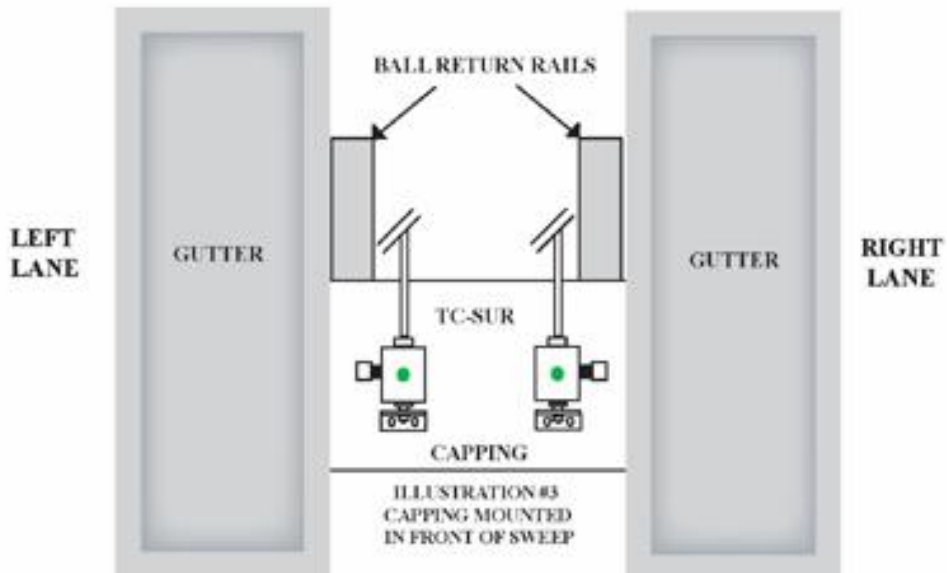 BALL RETURN RAILS
LEFT
LANE
GUTTER
GUTTER
RIGHT
LANE
TC-SUR
CAPPING
ILLUSTRATION #3
CAPPING MOUNTED
IN FRONT OF SWEEP